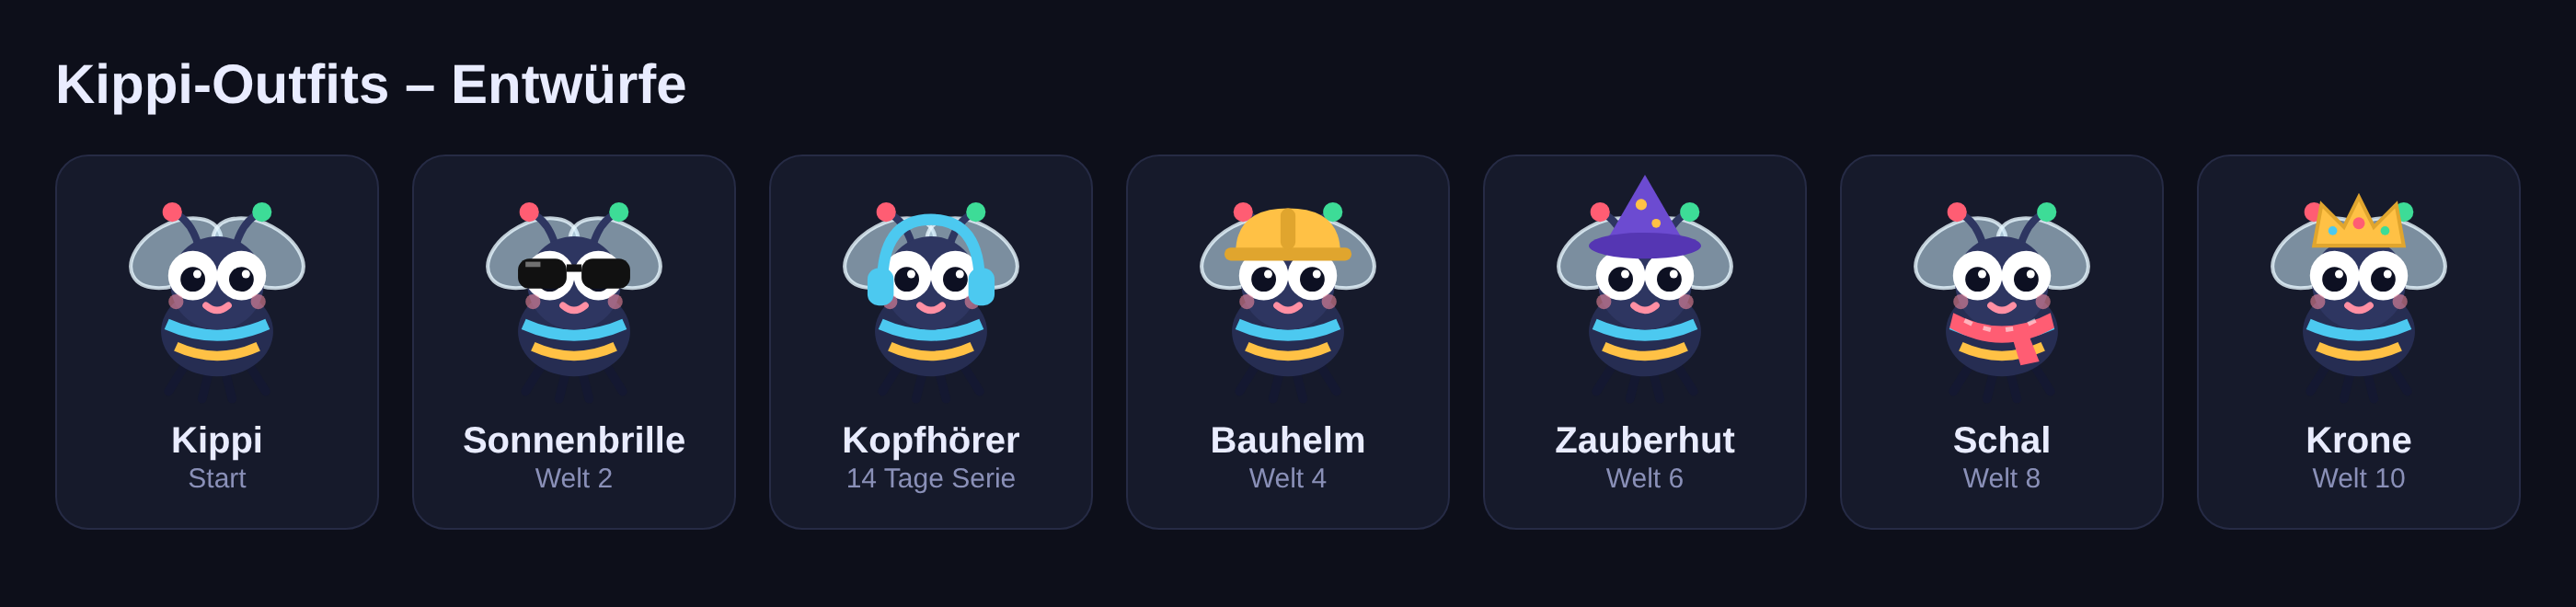 Kippi-Outfits – Entwürfe
Kippi
Start
Sonnenbrille
Welt 2
Kopfhörer
14 Tage Serie
Bauhelm
Welt 4
Zauberhut
Welt 6
Schal
Welt 8
Krone
Welt 10